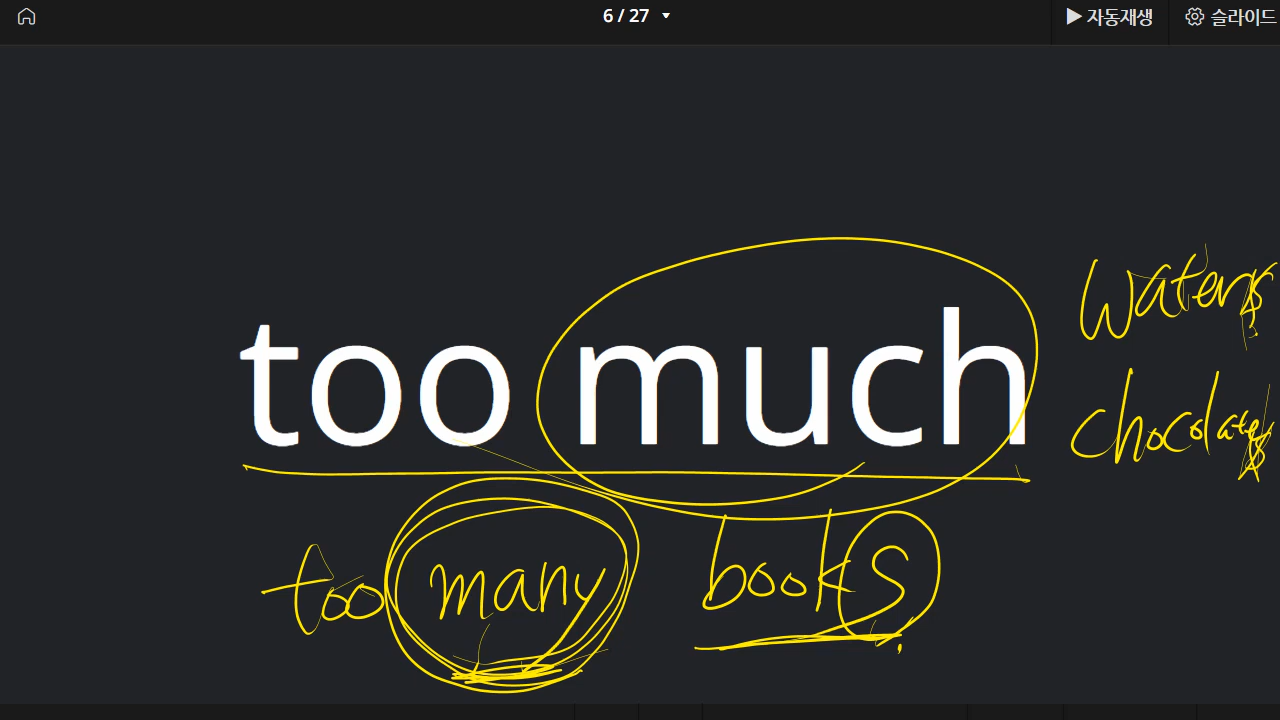 6 / 27
자동재생
슬라이드
waters
too much
chocolates
too many books